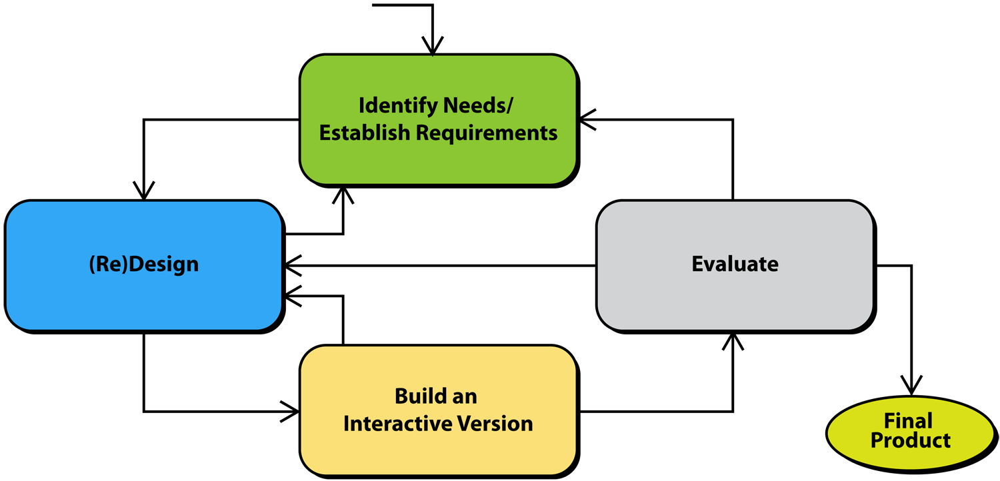 Identify Needs/
Establish Requirements
(Re)Design
Evaluate
Build an
Interactive Version
Final
Product